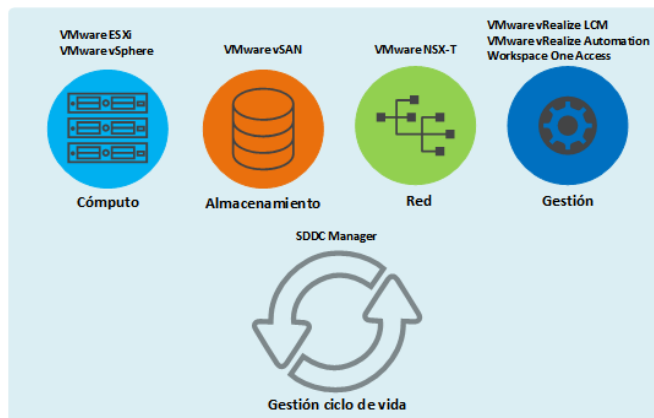 VMware ESXi
VMware vSphere
VMware vSAN
VMware NSX-T
VMware vRealize LCM
VMware vRealize Automation
Workspace One Access
Cómputo
Almacenamiento
Red
Gestión
SDDC Manager
Gestión ciclo de vida